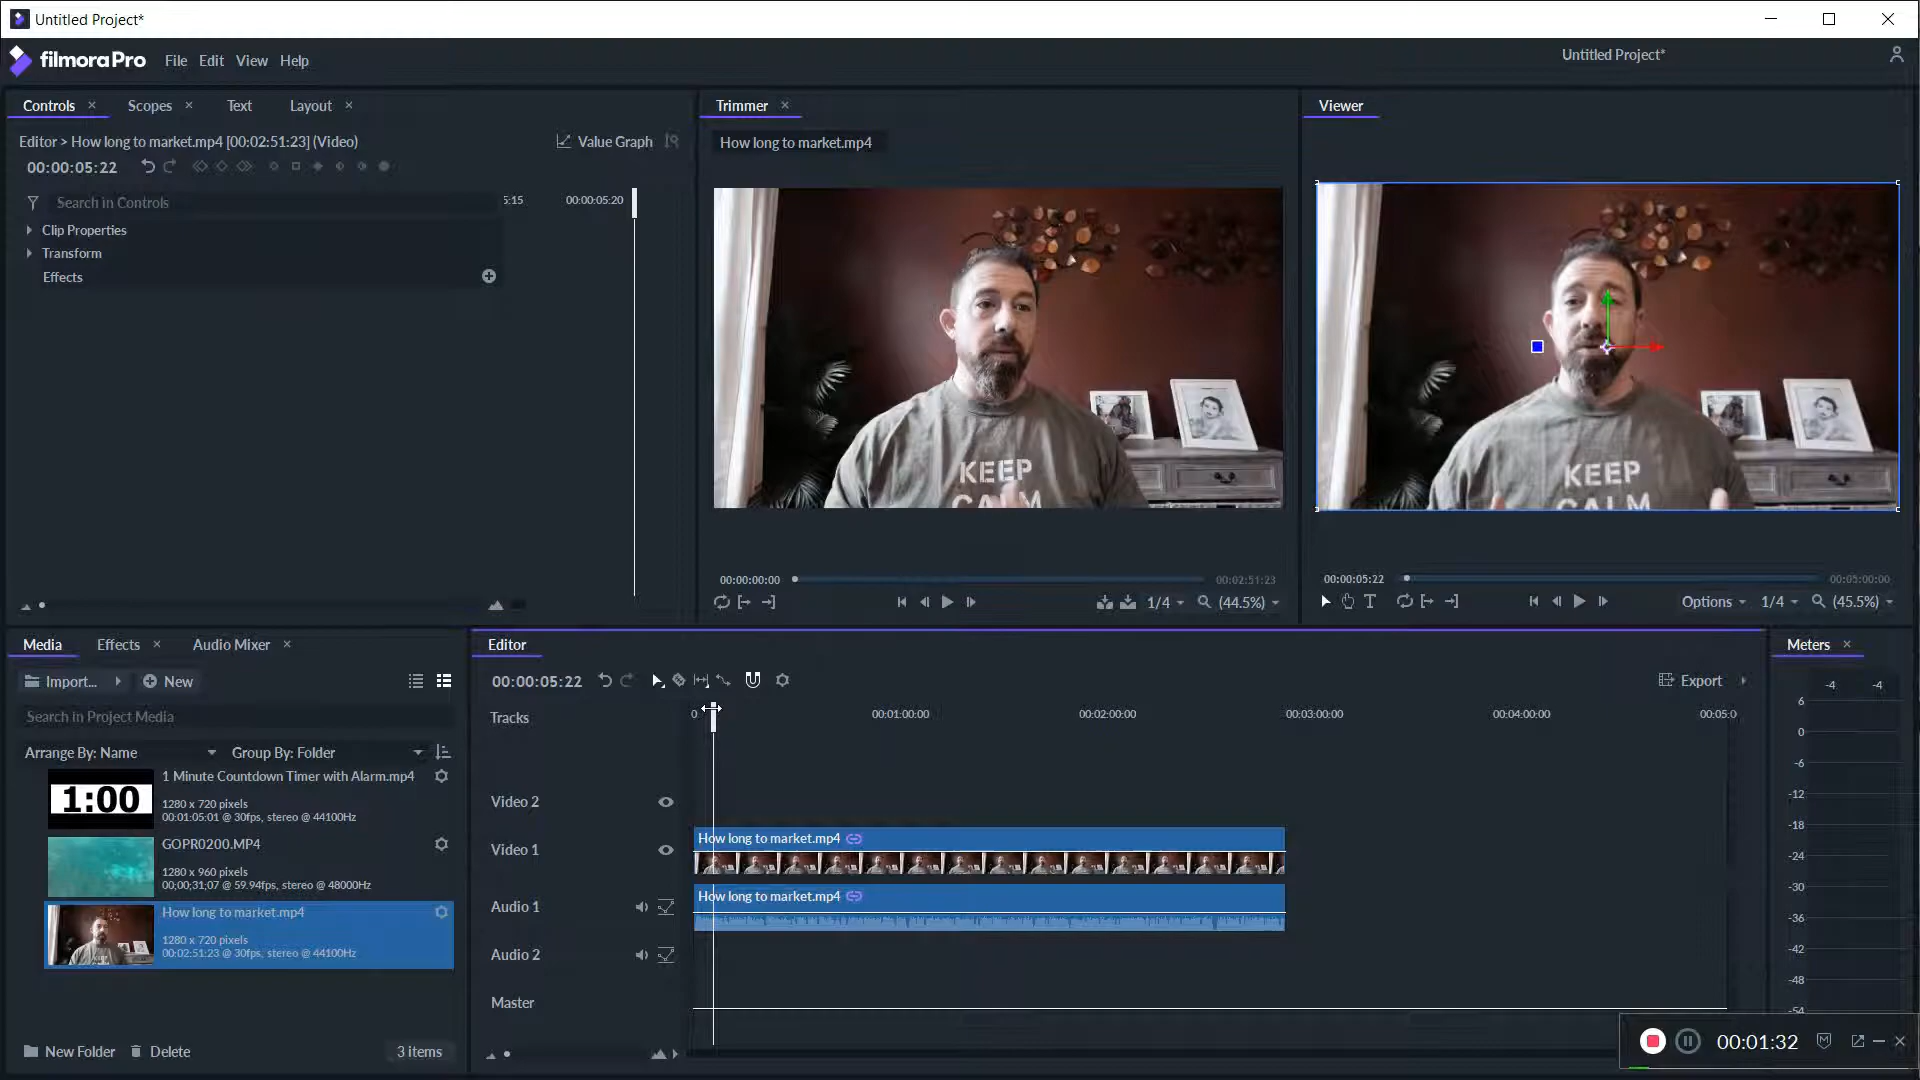 Untitled Project*
filmoraPro File Edit View Help
Untitled Project*
Controls × Scopes × Text Layout ×
Editor > How long to market.mp4 [00:02:51:23] (Video)
Value Graph
00:00:05:22
Search in Controls
5:15 00:00:05:20
Clip Properties
Transform
Effects
Trimmer ×
How long to market.mp4
KEEP
CALM
00:00:00:00 00:02:51:23
1/4 (44.5%)
Viewer
KEEP
CALM
00:00:05:22 00:05:00:00
T Options 1/4 (45.5%)
Media Effects × Audio Mixer ×
Import... New
Search in Project Media
Arrange By: Name Group By: Folder
1:00
1 Minute Countdown Timer with Alarm.mp4
1280 x 720 pixels
00:01:05:01 @ 30fps, stereo @ 44100Hz
GOPR0200.MP4
1280 x 960 pixels
00;00;31;07 @ 59.94fps, stereo @ 48000Hz
How long to market.mp4
1280 x 720 pixels
00:02:51:23 @ 30fps, stereo @ 44100Hz
New Folder Delete 3 items
Editor
00:00:05:22
Export
Tracks
0 00:01:00:00 00:02:00:00 00:03:00:00 00:04:00:00 00:05:0
Video 2
Video 1
How long to market.mp4
Audio 1
How long to market.mp4
Audio 2
Master
Meters ×
-4 -4
6
0
-6
-12
-18
-24
-30
-36
-42
-48
-54
00:01:32